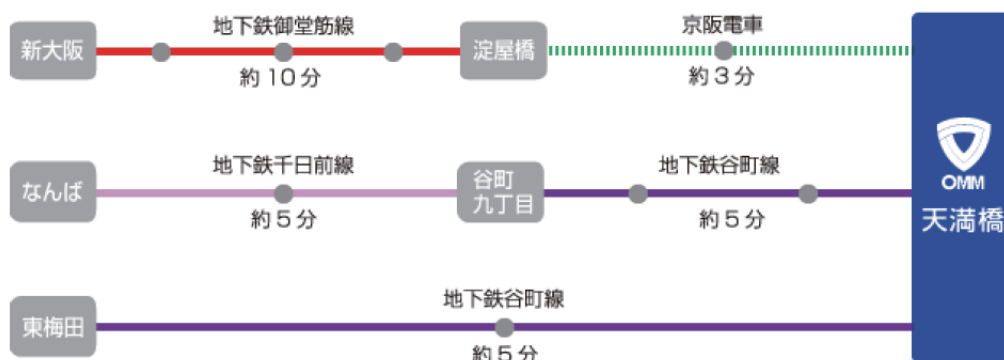 地下鉄御堂筋線
京阪電車
新大阪
淀屋橋
約10分
約3分
地下鉄千日前線
地下鉄谷町線
なんば
谷町
九丁目
約5分
約5分
OMM
天満橋
地下鉄谷町線
東梅田
約5分